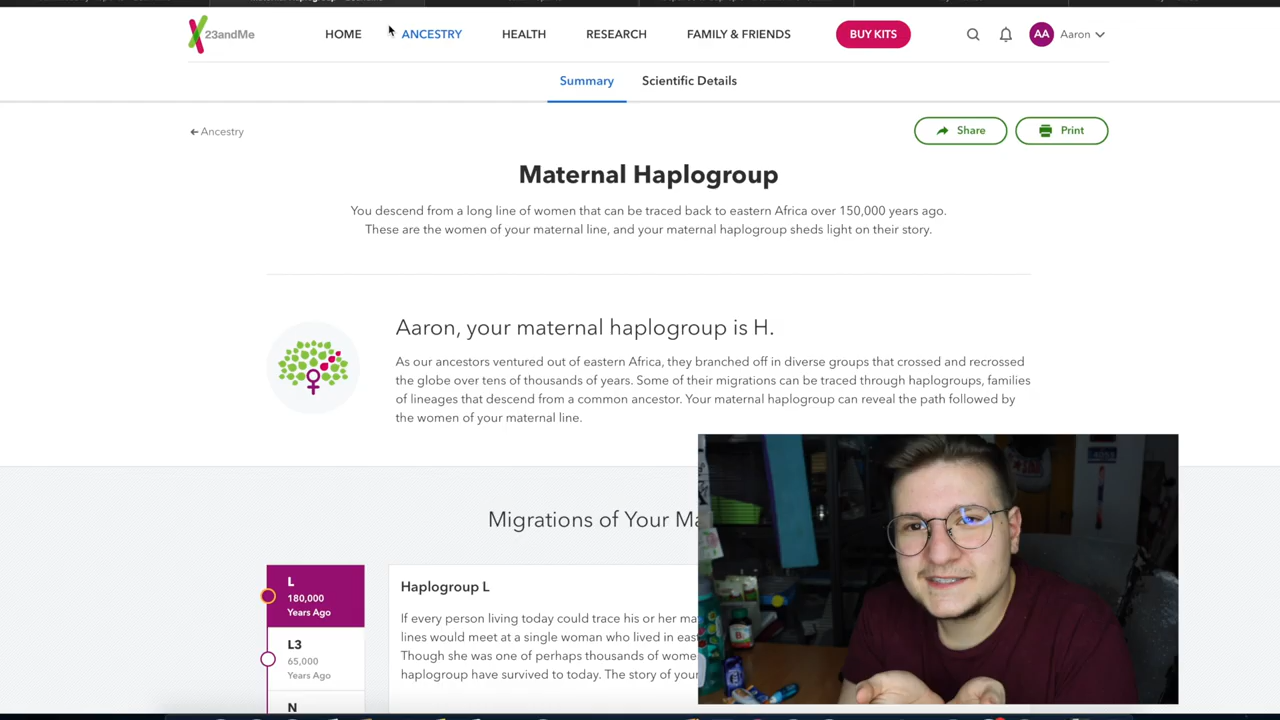 23andMe
HOME
ANCESTRY
HEALTH
RESEARCH
FAMILY & FRIENDS
BUY KITS
AA
Aaron
Summary
Scientific Details
Ancestry
Share
Print
Maternal Haplogroup
You descend from a long line of women that can be traced back to eastern Africa over 150,000 years ago.
These are the women of your maternal line, and your maternal haplogroup sheds light on their story.
Aaron, your maternal haplogroup is H.
As our ancestors ventured out of eastern Africa, they branched off in diverse groups that crossed and recrossed
the globe over tens of thousands of years. Some of their migrations can be traced through haplogroups, families
of lineages that descend from a common ancestor. Your maternal haplogroup can reveal the path followed by
the women of your maternal line.
Migrations of Your Ma
L
180,000
Years Ago
L3
65,000
Years Ago
N
Haplogroup L
If every person living today could trace his or her ma
lines would meet at a single woman who lived in eas
Though she was one of perhaps thousands of wome
haplogroup have survived to today. The story of your